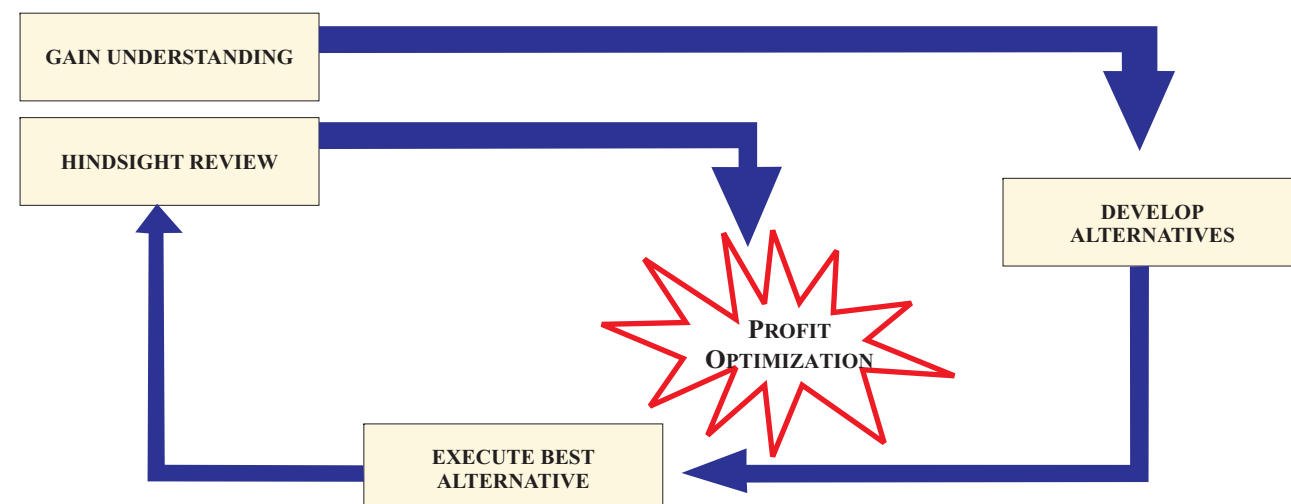 GAIN UNDERSTANDING
HINDSIGHT REVIEW
DEVELOP
ALTERNATIVES
PROFIT
OPTIMIZATION
EXECUTE BEST
ALTERNATIVE